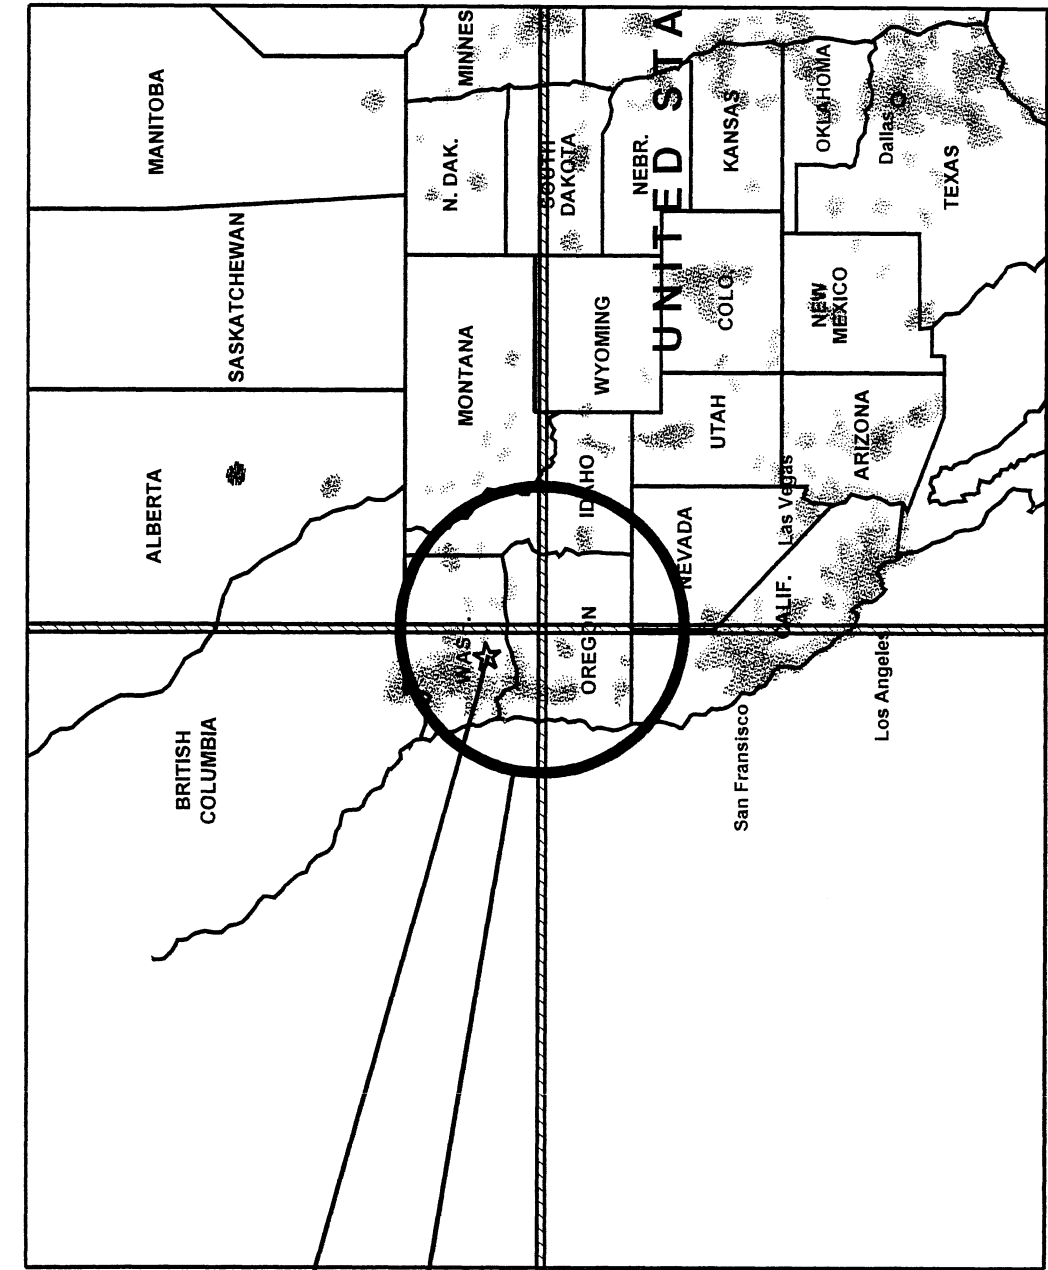 BRITISH
COLUMBIA
ALBERTA
SASKATCHEWAN
MANITOBA
WAS .
MONTANA
N. DAK.
MINNES
OREGON
IDAHO
WYOMING
SOUTH
DAKOTA
NEBR.
UNITED STA
NEVADA
UTAH
COLO
KANSAS
San Fransisco
CALIF.
Las Vegas
ARIZONA
NEW
MEXICO
OKLAHOMA
Los Angeles
Dallas
TEXAS